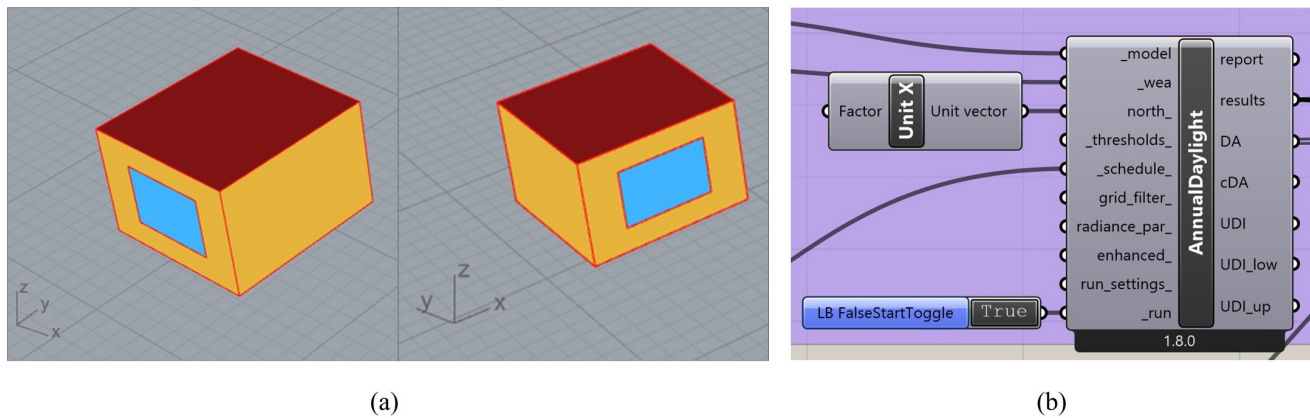 z
y
x
z
y
x
Factor
Unit X
Unit vector
_model
_wea
north_
_thresholds_
_schedule_
grid_filter_
radiance_par_
enhanced_
run_settings_
_run
AnnualDaylight
report
results
DA
cDA
UDI
UDI_low
UDI_up
LB FalseStartToggle
True
1.8.0
(a)
(b)